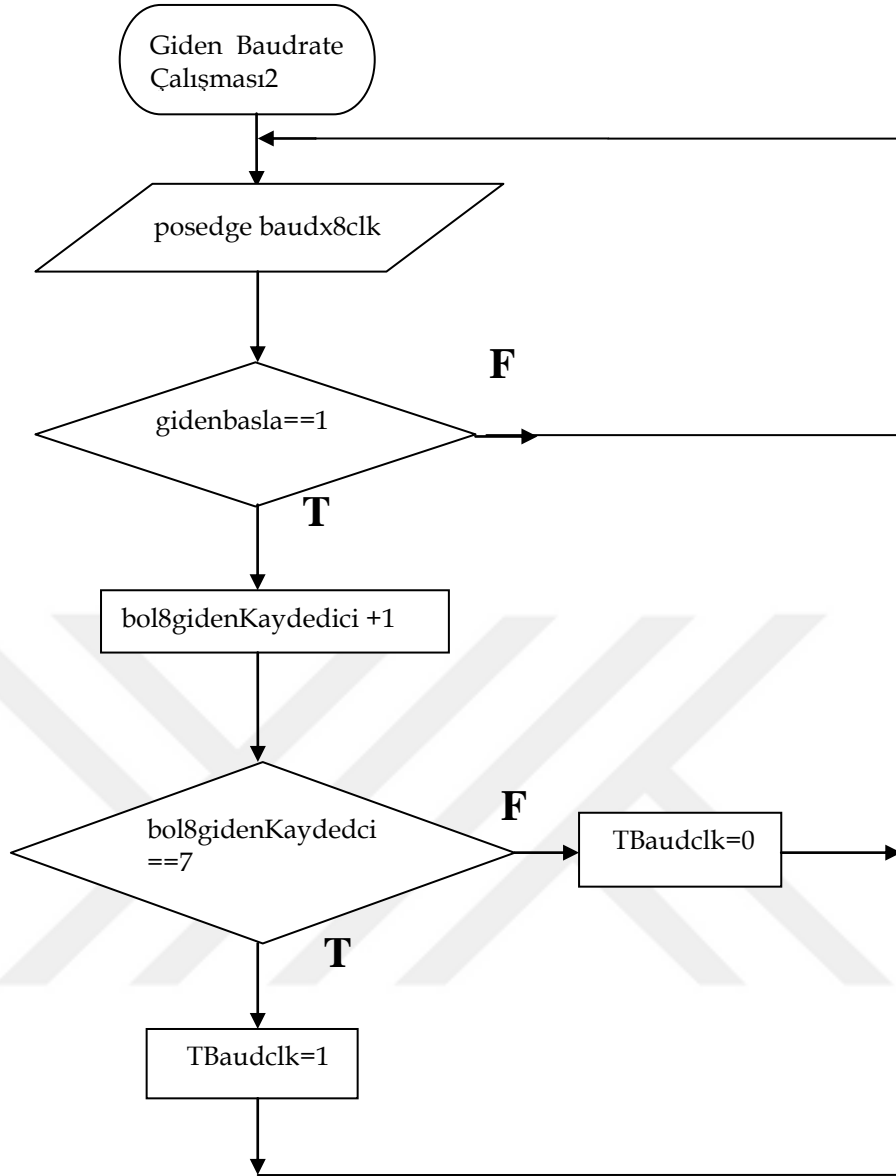 Giden Baudrate
Çalışması2
posedge baudx8clk
F
gidenbasla==1
T
bol8gidenKaydedici +1
F
bol8gidenKaydedci
==7
TBaudclk=0
T
TBaudclk=1